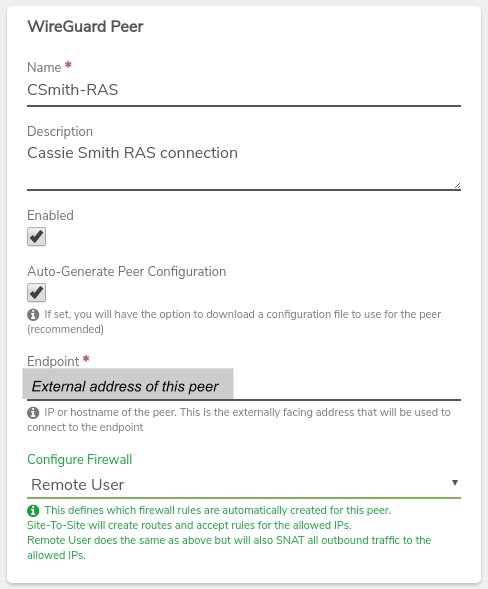 WireGuard Peer
Name *
CSmith-RAS
Description
Cassie Smith RAS connection
Enabled
Auto-Generate Peer Configuration
If set, you will have the option to download a configuration file to use for the peer
(recommended)
Endpoint *
External address of this peer
IP or hostname of the peer. This is the externally facing address that will be used to
connect to the endpoint
Configure Firewall
Remote User
This defines which firewall rules are automatically created for this peer.
Site-To-Site will create routes and accept rules for the allowed IPs.
Remote User does the same as above but will also SNAT all outbound traffic to the
allowed IPs.